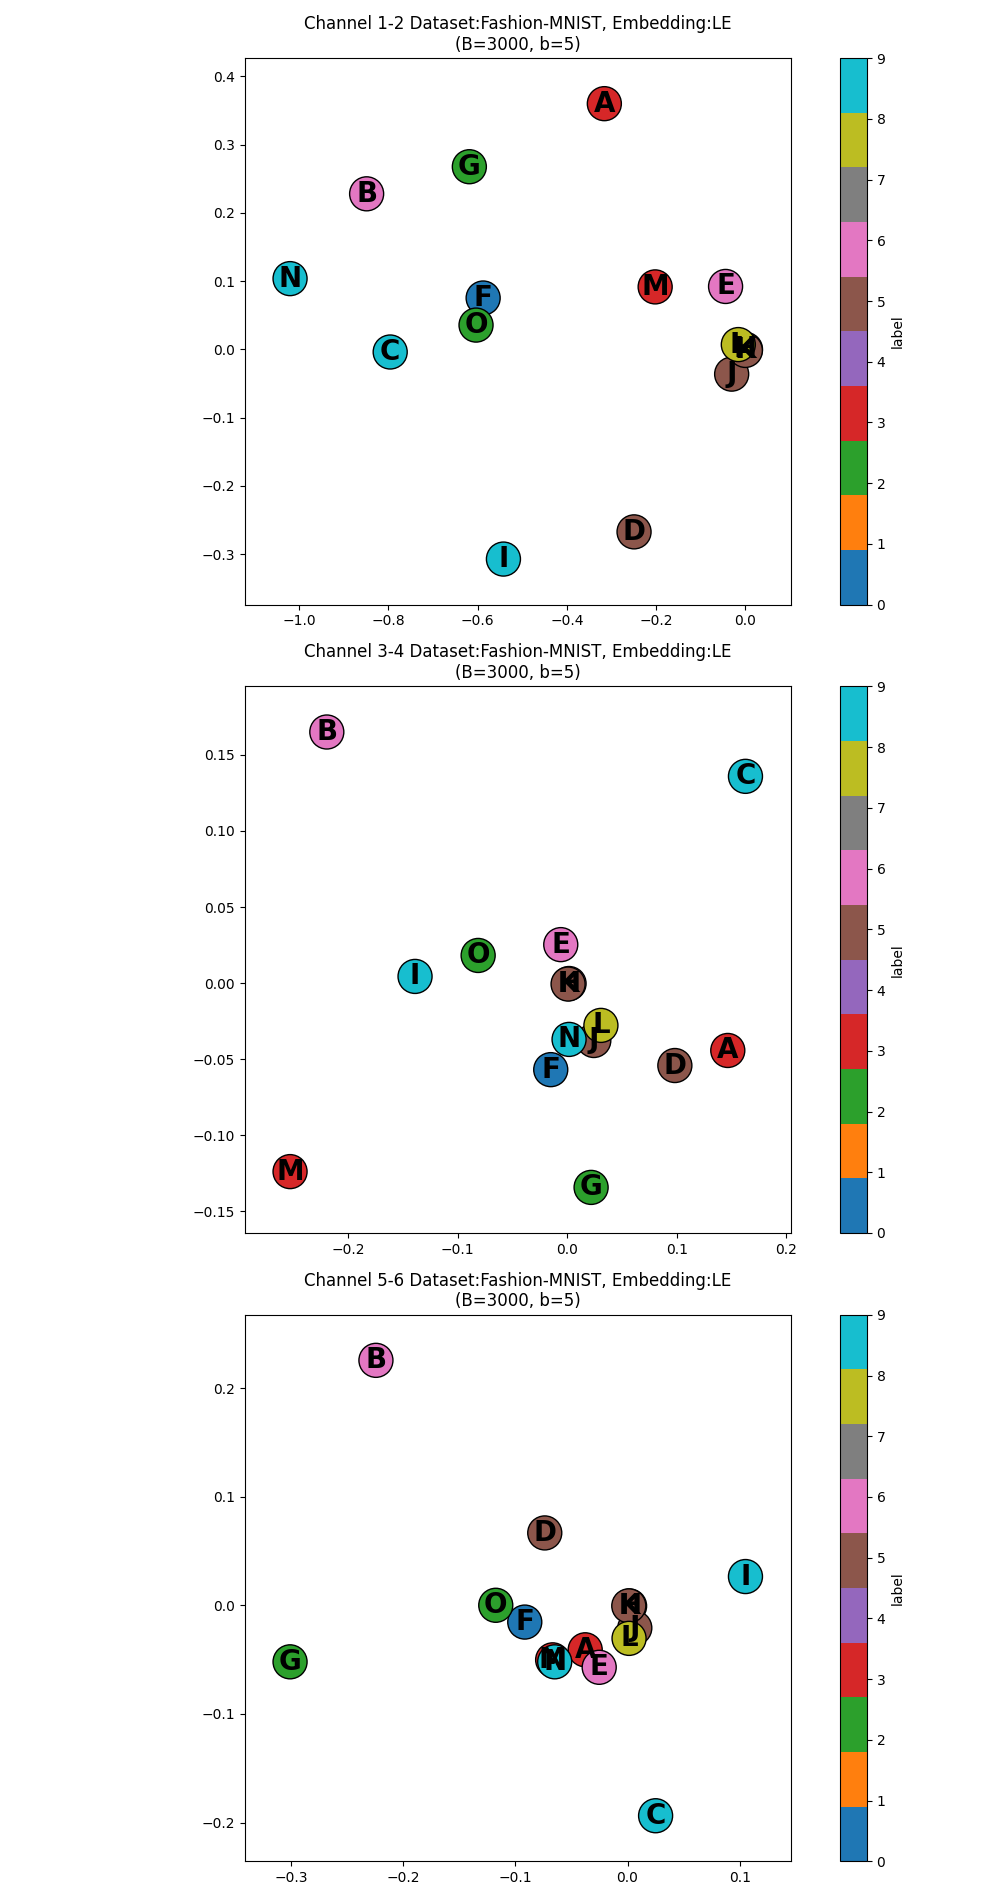 Channel 1-2 Dataset:Fashion-MNIST, Embedding:LE
(B=3000, b=5)
0.4
0.3
0.2
0.1
0.0
−0.1
−0.2
−0.3
A
G
B
N
M
E
F
O
C
L
K
J
D
I
−1.0 −0.8 −0.6 −0.4 −0.2 0.0
9
8
7
6
5
4
3
2
1
0
label
Channel 3-4 Dataset:Fashion-MNIST, Embedding:LE
(B=3000, b=5)
0.15
0.10
0.05
0.00
−0.05
−0.10
−0.15
B
C
E
O
I
K
L
N
J
A
D
F
M
G
−0.2 −0.1 0.0 0.1 0.2
9
8
7
6
5
4
3
2
1
0
label
Channel 5-6 Dataset:Fashion-MNIST, Embedding:LE
(B=3000, b=5)
0.2
0.1
0.0
−0.1
−0.2
B
D
I
O
K
F
J
L
A
M
N
E
G
C
−0.3 −0.2 −0.1 0.0 0.1
9
8
7
6
5
4
3
2
1
0
label